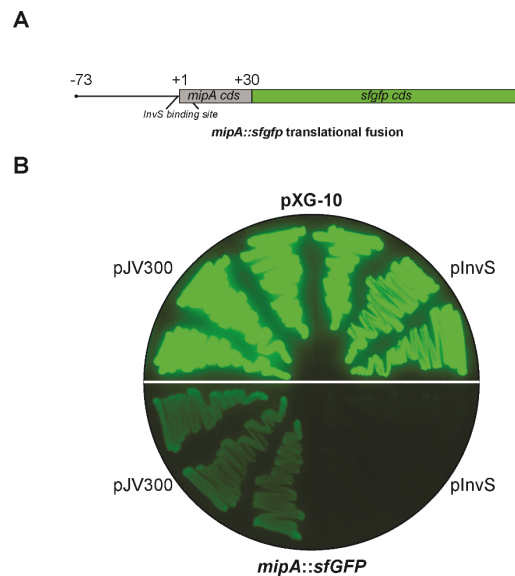 A
-73 +1 +30
mipA cds sfgfp cds
InvS binding site
mipA::sfgfp translational fusion
B
pXG-10
pJV300 pInvS
pJV300 pInvS
mipA::sfGFP